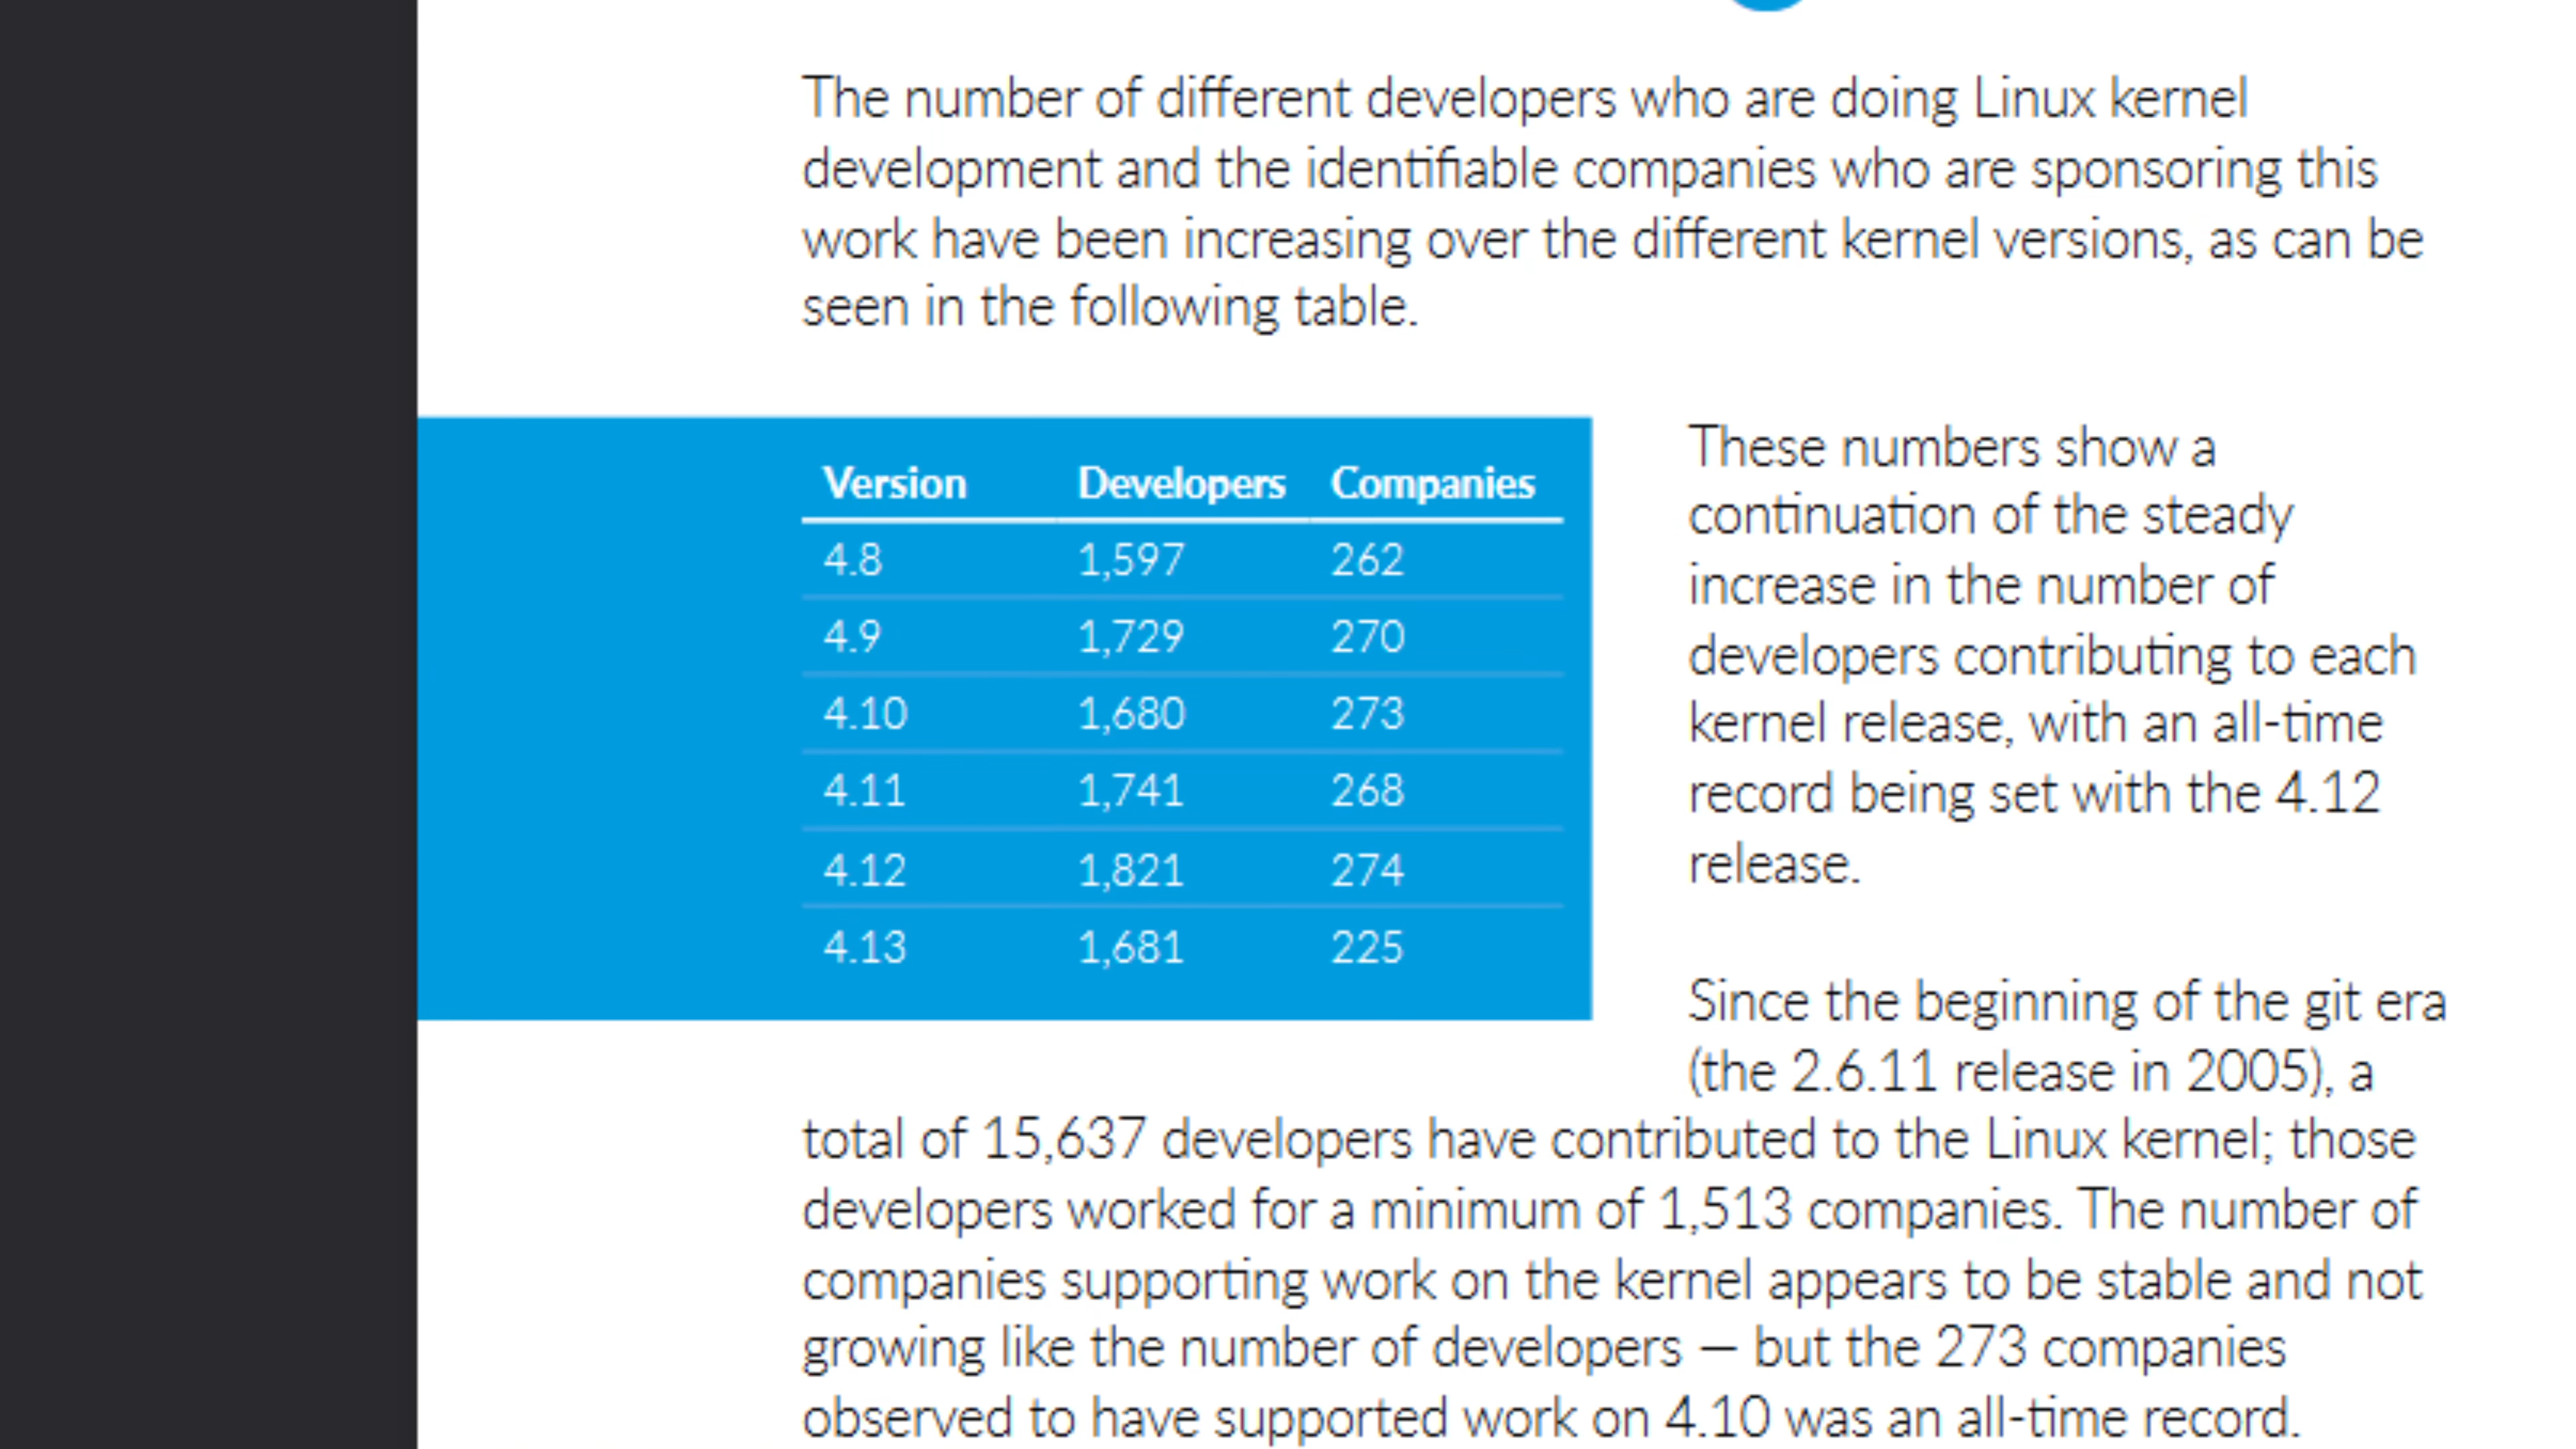 The number of different developers who are doing Linux kernel
development and the identifiable companies who are sponsoring this
work have been increasing over the different kernel versions, as can be
seen in the following table.
Version Developers Companies
4.8 1,597 262
4.9 1,729 270
4.10 1,680 273
4.11 1,741 268
4.12 1,821 274
4.13 1,681 225
These numbers show a
continuation of the steady
increase in the number of
developers contributing to each
kernel release, with an all-time
record being set with the 4.12
release.
Since the beginning of the git era
(the 2.6.11 release in 2005), a
total of 15,637 developers have contributed to the Linux kernel; those
developers worked for a minimum of 1,513 companies. The number of
companies supporting work on the kernel appears to be stable and not
growing like the number of developers — but the 273 companies
observed to have supported work on 4.10 was an all-time record.